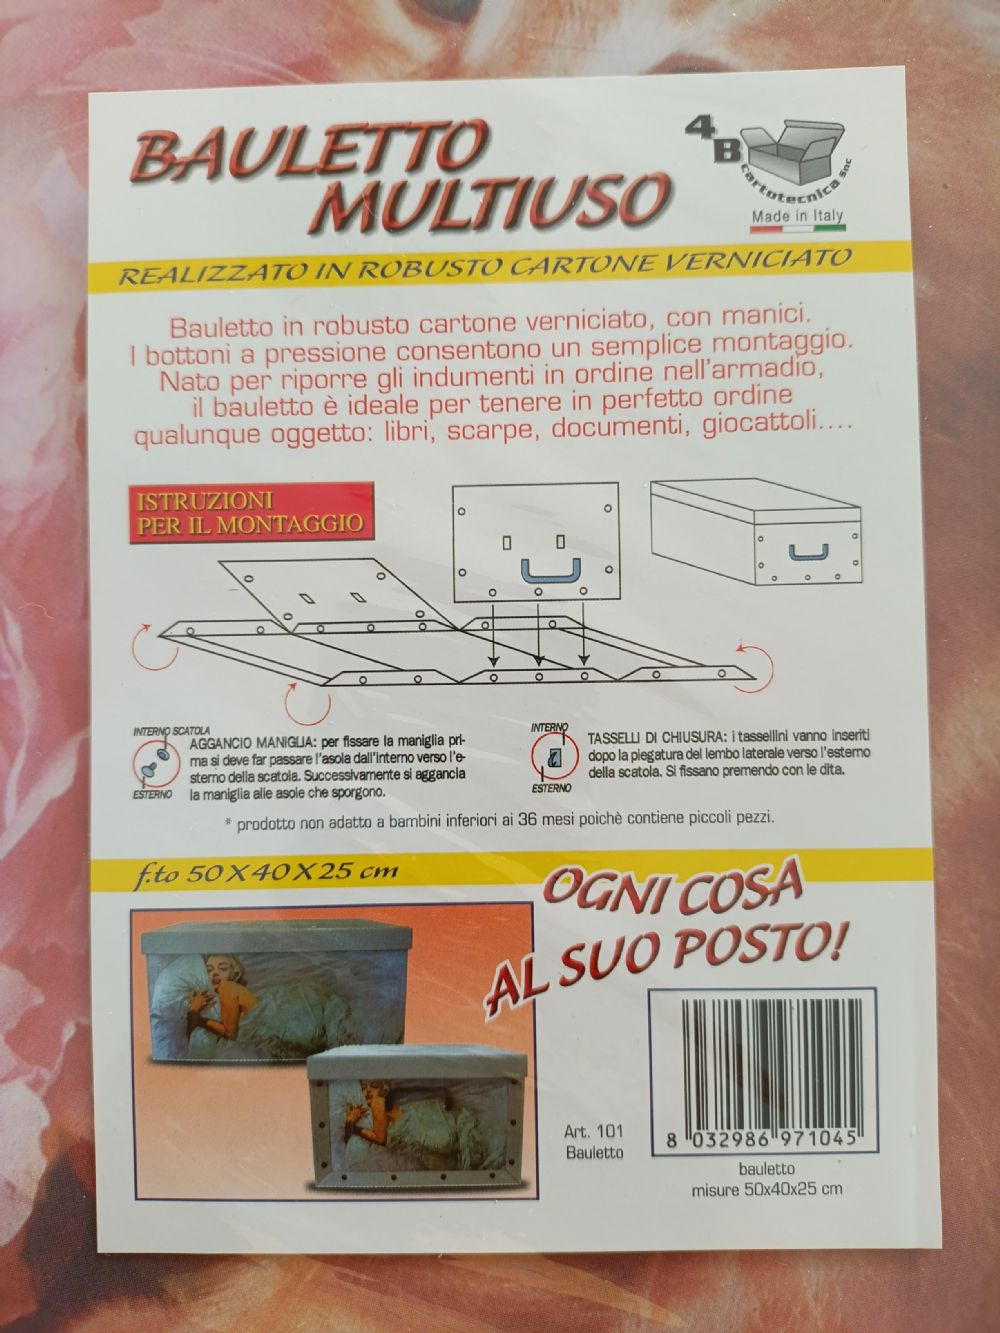 BAULETTO
MULTIUSO
4B
cartotecnica snc
Made in Italy
REALIZZATO IN ROBUSTO CARTONE VERNICIATO
Bauletto in robusto cartone verniciato, con manici.
I bottoni a pressione consentono un semplice montaggio.
Nato per riporre gli indumenti in ordine nell'armadio,
il bauletto è ideale per tenere in perfetto ordine
qualunque oggetto: libri, scarpe, documenti, giocattoli....
ISTRUZIONI
PER IL MONTAGGIO
INTERNO SCATOLA
ESTERNO
AGGANCIO MANIGLIA: per fissare la maniglia pri-
ma si deve far passare l'asola dall'interno verso l'e-
sterno della scatola. Successivamente si aggancia
la maniglia alle asole che sporgono.
INTERNO
ESTERNO
TASSELLI DI CHIUSURA: i tassellini vanno inseriti
dopo la piegatura del lembo laterale verso l'esterno
della scatola. Si fissano premendo con le dita.
* prodotto non adatto a bambini inferiori ai 36 mesi poichè contiene piccoli pezzi.
f.to 50X40X25 cm
OGNI COSA
AL SUO POSTO!
Art. 101
Bauletto
8 032986 971045
bauletto
misure 50x40x25 cm